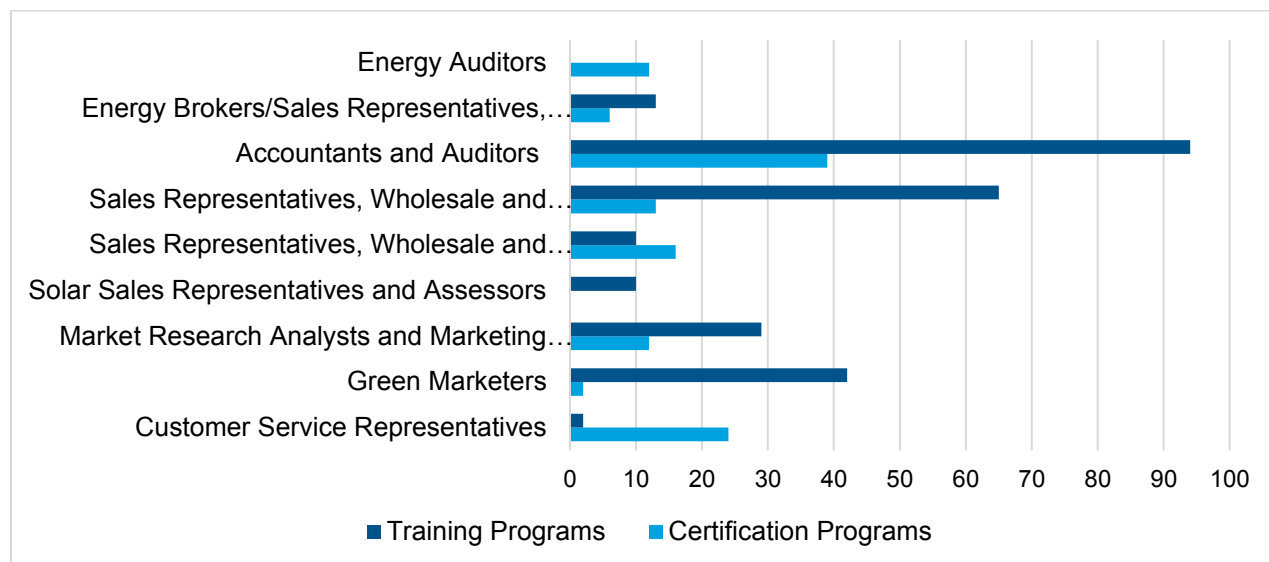 Energy Auditors
Energy Brokers/Sales Representatives,…
Accountants and Auditors
Sales Representatives, Wholesale and…
Sales Representatives, Wholesale and…
Solar Sales Representatives and Assessors
Market Research Analysts and Marketing…
Green Marketers
Customer Service Representatives
0 10 20 30 40 50 60 70 80 90 100
Training Programs Certification Programs